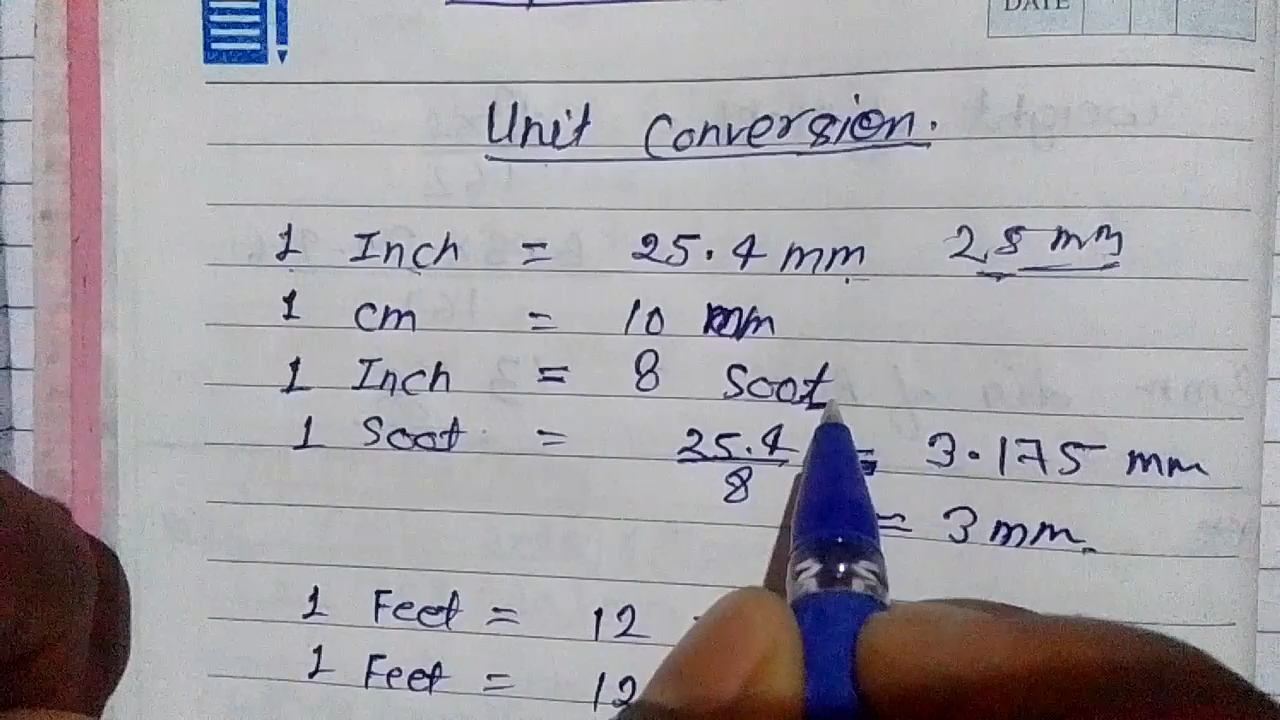 DATE
Unit Conversion.
1 Inch = 25.4 mm 25 mm
1 cm = 10 mm
1 Inch = 8 Soot
1 Soot = 25.4/8 = 3.175 mm
= 3 mm.
1 Feet = 12
1 Feet = 12